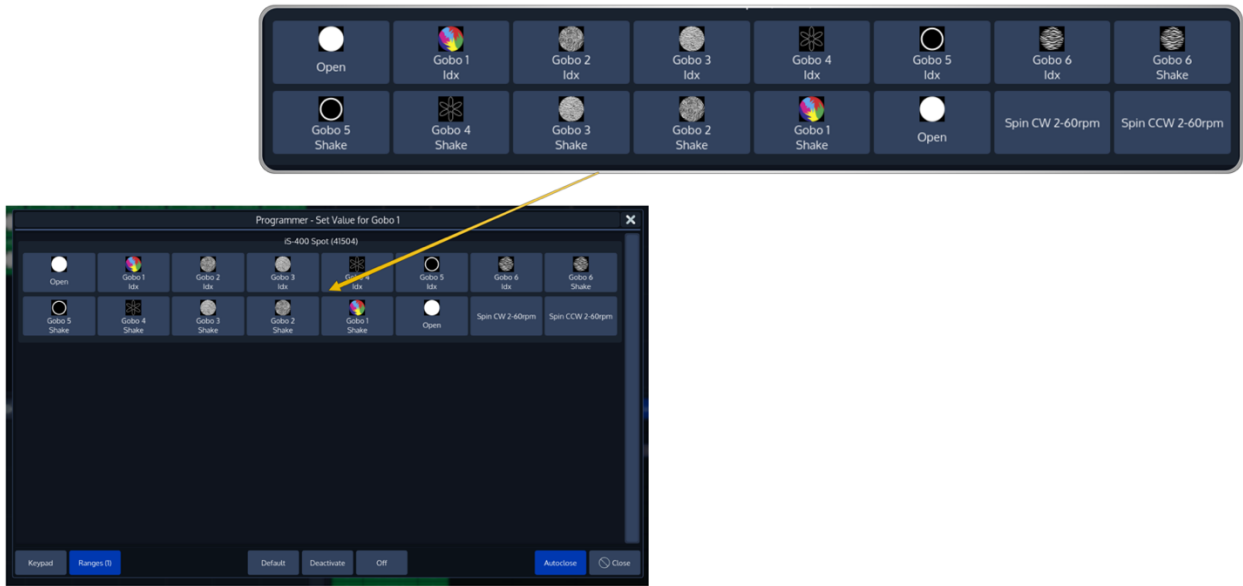 Open
Gobo 1
Idx
Gobo 2
Idx
Gobo 3
Idx
Gobo 4
Idx
Gobo 5
Idx
Gobo 6
Idx
Gobo 6
Shake
Gobo 5
Shake
Gobo 4
Shake
Gobo 3
Shake
Gobo 2
Shake
Gobo 1
Shake
Open
Spin CW 2-60rpm
Spin CCW 2-60rpm
Programmer - Set Value for Gobo 1
iS-400 Spot (41504)
Open
Gobo 1
Idx
Gobo 2
Idx
Gobo 3
Idx
Gobo 4
Idx
Gobo 5
Idx
Gobo 6
Idx
Gobo 6
Shake
Gobo 5
Shake
Gobo 4
Shake
Gobo 3
Shake
Gobo 2
Shake
Gobo 1
Shake
Open
Spin CW 2-60rpm
Spin CCW 2-60rpm
Keypad
Ranges (1)
Default
Deactivate
Off
Autoclose
Close